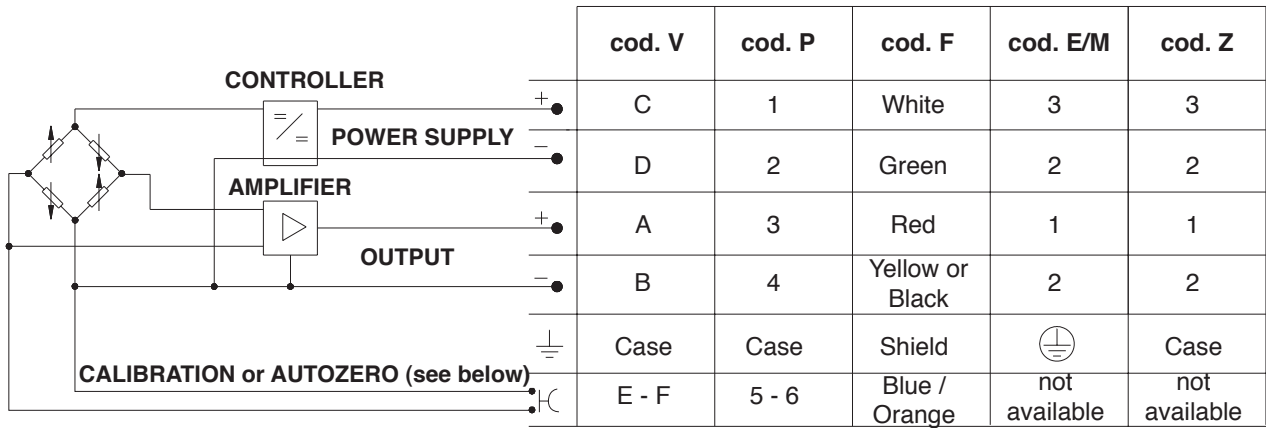 cod. V cod. P cod. F cod. E/M cod. Z
CONTROLLER
+ C 1 White 3 3
POWER SUPPLY
− D 2 Green 2 2
AMPLIFIER
+ A 3 Red 1 1
OUTPUT
− B 4 Yellow or 2 2
Black
Case Case Shield Case
CALIBRATION or AUTOZERO (see below)
E - F 5 - 6 Blue / not not
Orange available available